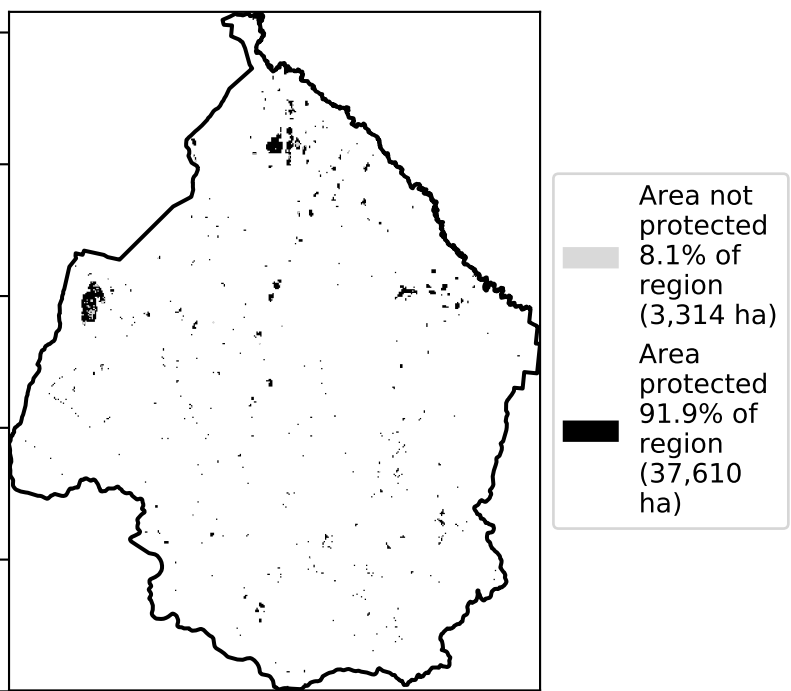 Area not
protected
8.1% of
region
(3,314 ha)
Area
protected
91.9% of
region
(37,610
ha)